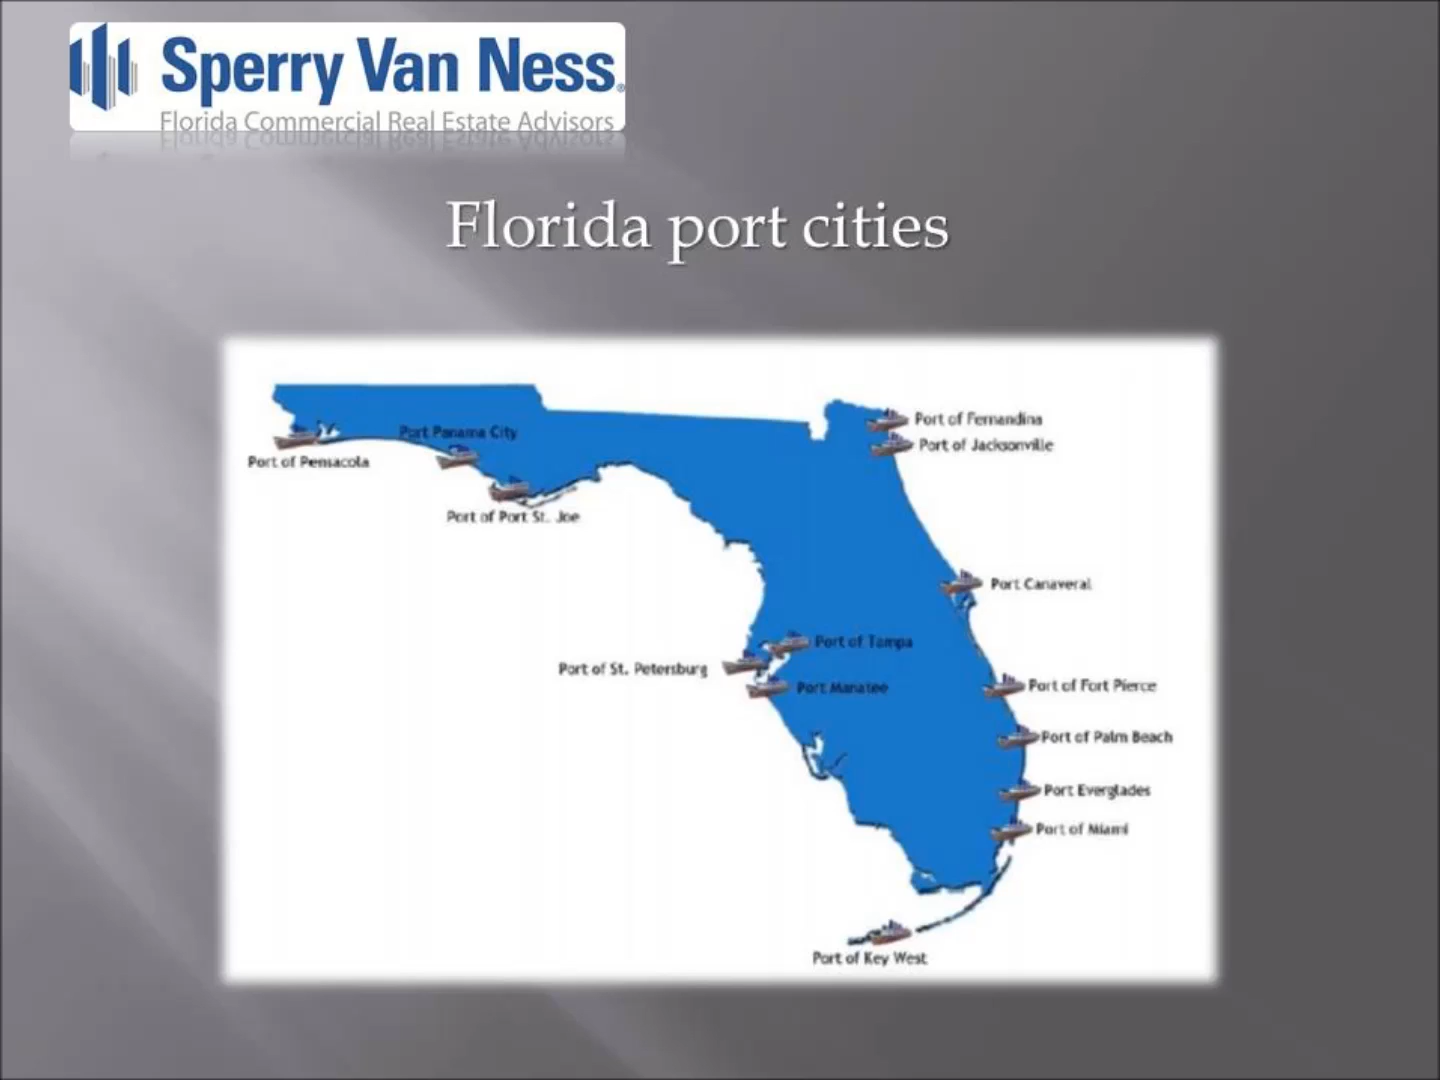 Sperry Van Ness®
Florida Commercial Real Estate Advisors
Florida port cities
Port of Fernandina
Port Panama City
Port of Jacksonville
Port of Pensacola
Port of Port St. Joe
Port Canaveral
Port of Tampa
Port of St. Petersburg
Port Manatee
Port of Fort Pierce
Port of Palm Beach
Port Everglades
Port of Miami
Port of Key West